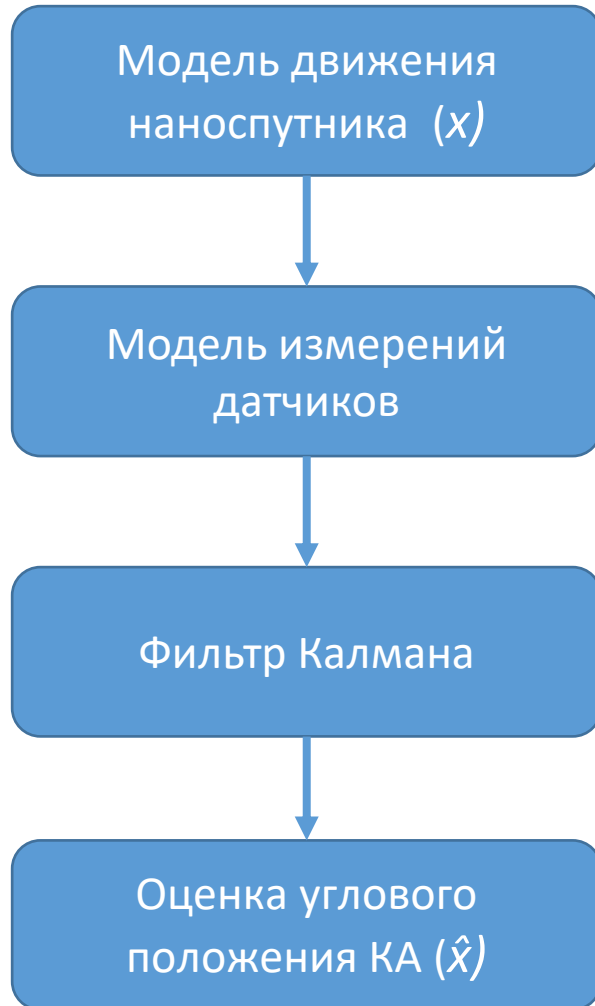 Модель движения
наноспутника (x)
Модель измерений
датчиков
Фильтр Калмана
Оценка углового
положения КА (x̂)